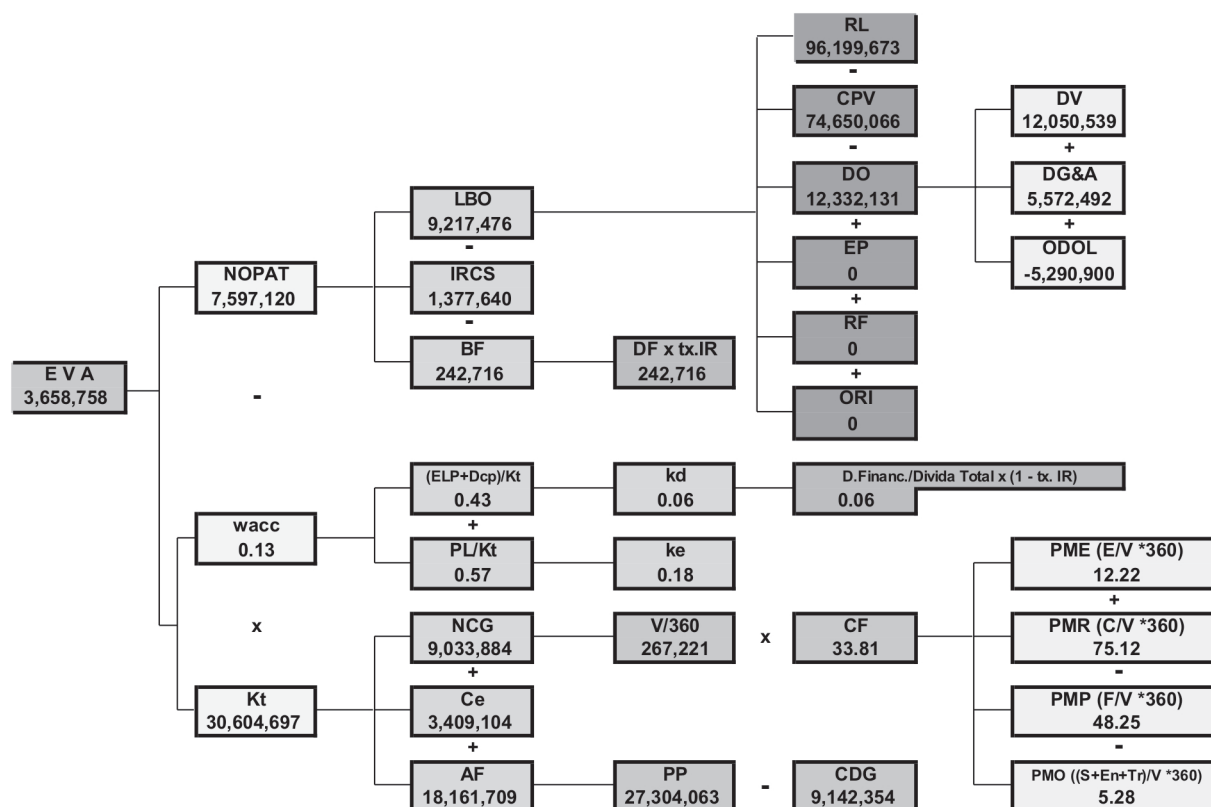 RL
96,199,673
-
CPV
74,650,066
-
DO
12,332,131
+
EP
0
+
RF
0
+
ORI
0
DV
12,050,539
+
DG&A
5,572,492
+
ODOL
-5,290,900
LBO
9,217,476
-
IRCS
1,377,640
-
BF
242,716
DF x tx.IR
242,716
NOPAT
7,597,120
-
E V A
3,658,758
wacc
0.13
x
Kt
30,604,697
(ELP+Dcp)/Kt
0.43
+
PL/Kt
0.57
kd
0.06
ke
0.18
D.Financ./Divida Total x (1 - tx. IR)
0.06
NCG
9,033,884
+
Ce
3,409,104
+
AF
18,161,709
V/360
267,221
x
CF
33.81
PP
27,304,063
-
CDG
9,142,354
PME (E/V *360)
12.22
+
PMR (C/V *360)
75.12
-
PMP (F/V *360)
48.25
-
PMO ((S+En+Tr)/V *360)
5.28